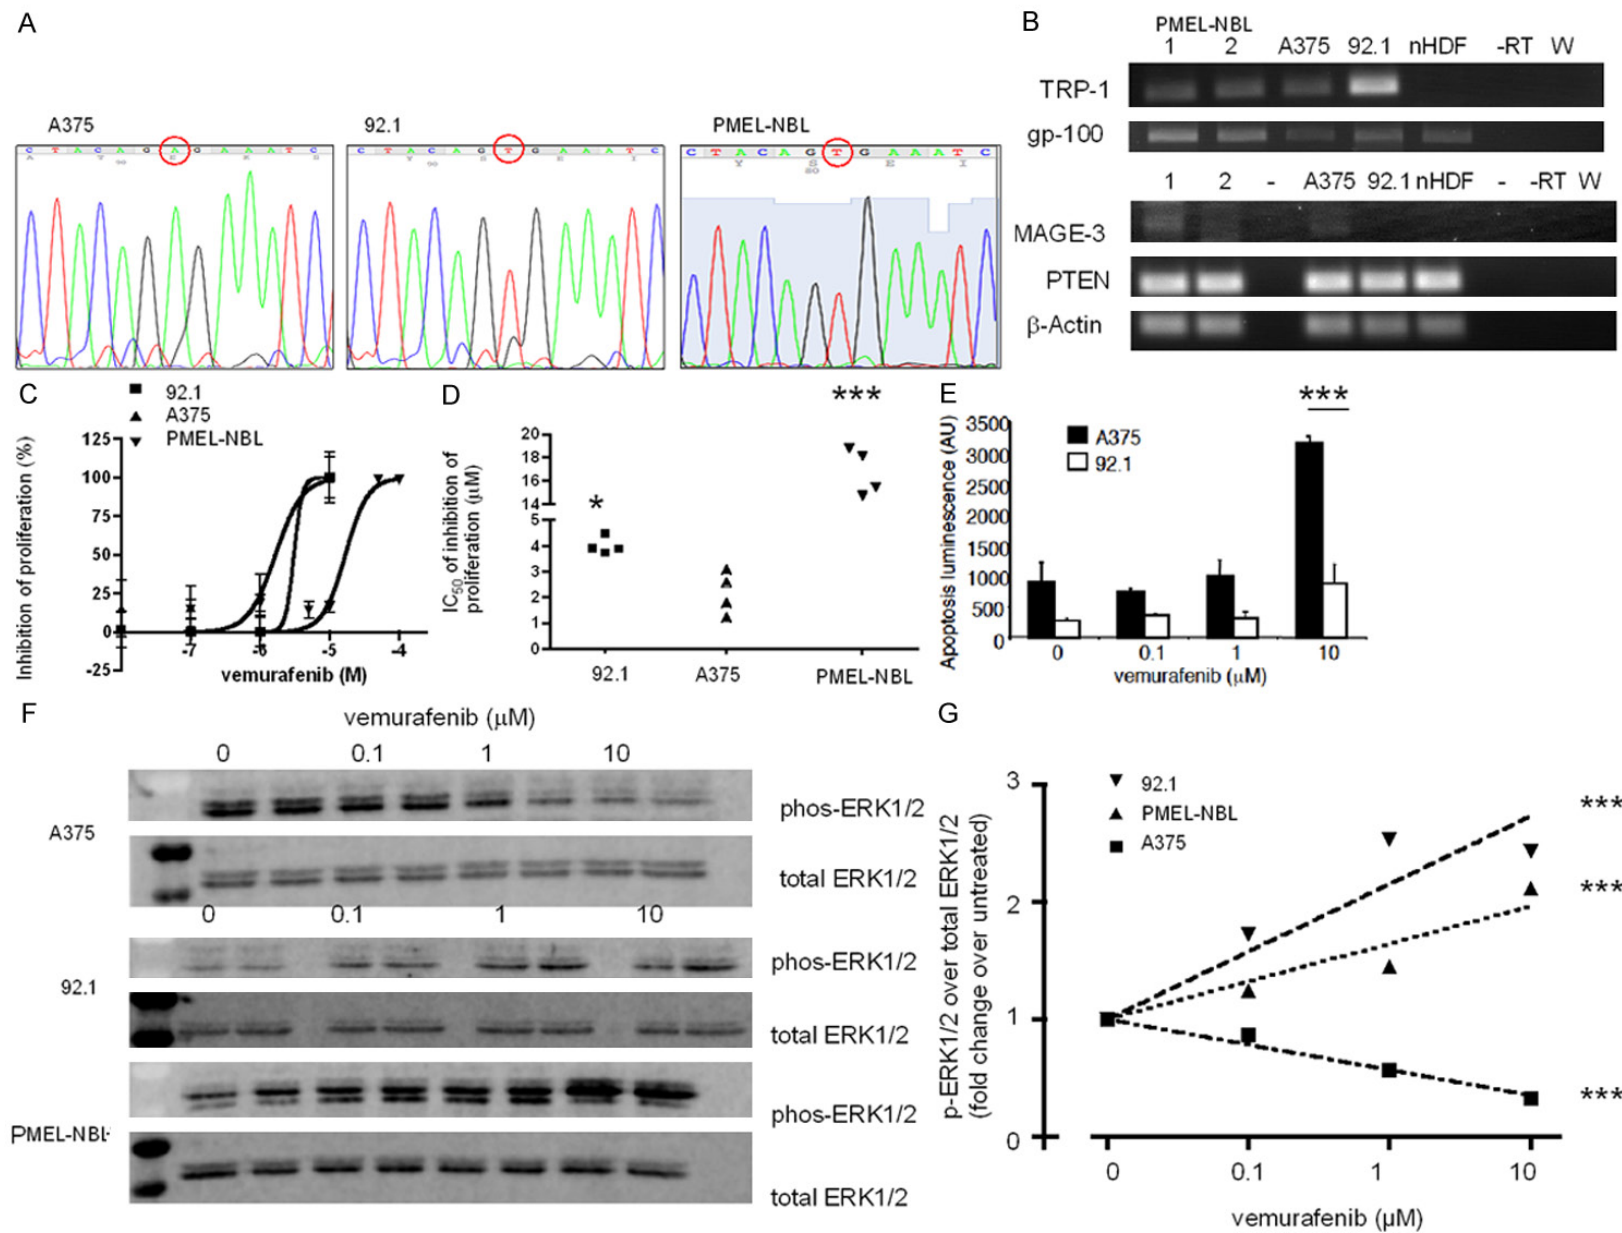 A
A375
C T A C A G A G A A A T C
92.1
C T A C A G T G A A A T C
PMEL-NBL
C T A C A G T G A A A T C
B
PMEL-NBL
1 2 A375 92.1 nHDF -RT W
TRP-1
gp-100
1 2 - A375 92.1 nHDF - -RT W
MAGE-3
PTEN
β-Actin
C
92.1
A375
PMEL-NBL
Inhibition of proliferation (%)
125
100
75
50
25
0
-25
-7 -6 -5 -4
vemurafenib (M)
D
***
*
IC50 of inhibition of
proliferation (μM)
20
18
16
14
5
4
3
2
1
0
92.1 A375 PMEL-NBL
E
***
A375
92.1
Apoptosis luminescence (AU)
3500
3000
2500
2000
1500
1000
500
0
0 0.1 1 10
vemurafenib (μM)
F
vemurafenib (μM)
0 0.1 1 10
A375
phos-ERK1/2
total ERK1/2
0 0.1 1 10
92.1
phos-ERK1/2
total ERK1/2
PMEL-NBL
phos-ERK1/2
total ERK1/2
G
92.1
PMEL-NBL
A375
p-ERK1/2 over total ERK1/2
(fold change over untreated)
3
2
1
0
***
***
***
0 0.1 1 10
vemurafenib (μM)